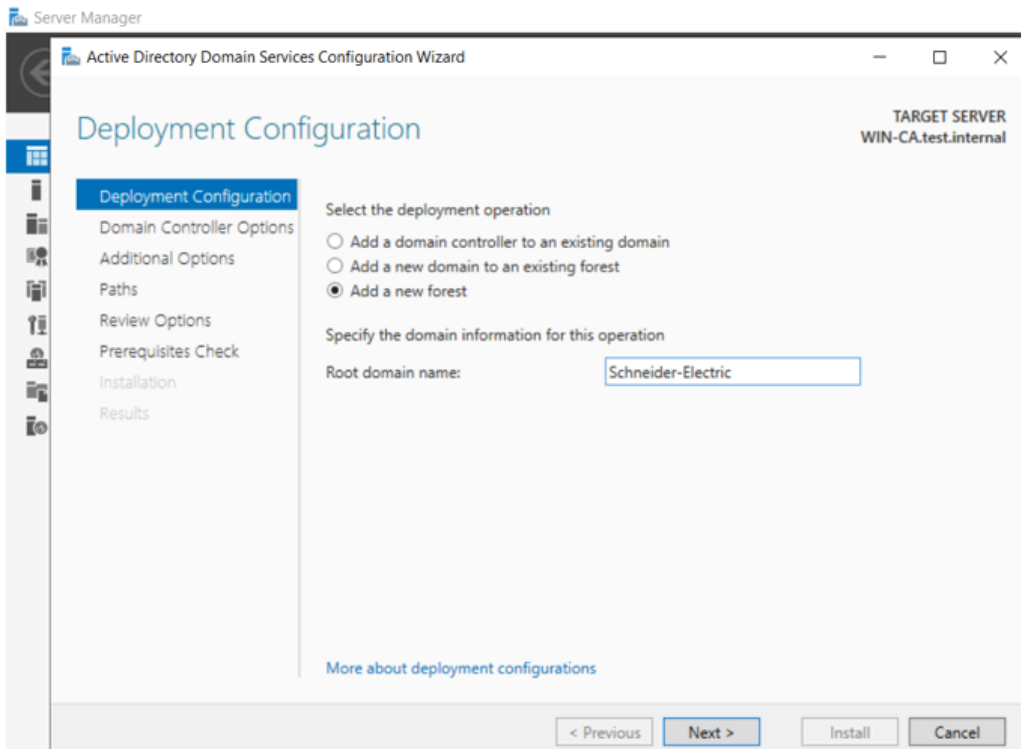 Server Manager
Active Directory Domain Services Configuration Wizard
Deployment Configuration
TARGET SERVER
WIN-CA.test.internal
Deployment Configuration
Domain Controller Options
Additional Options
Paths
Review Options
Prerequisites Check
Installation
Results
Select the deployment operation
Add a domain controller to an existing domain
Add a new domain to an existing forest
Add a new forest
Specify the domain information for this operation
Root domain name: Schneider-Electric
More about deployment configurations
< Previous Next > Install Cancel